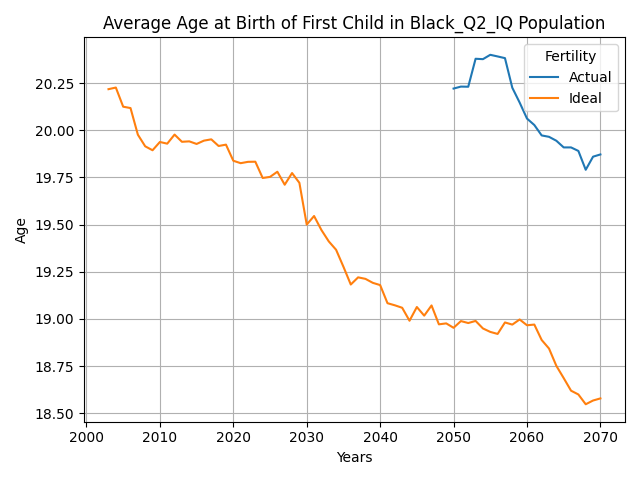 Average Age at Birth of First Child in Black_Q2_IQ Population
Fertility
Actual
Ideal
Age
20.25
20.00
19.75
19.50
19.25
19.00
18.75
18.50
2000 2010 2020 2030 2040 2050 2060 2070
Years